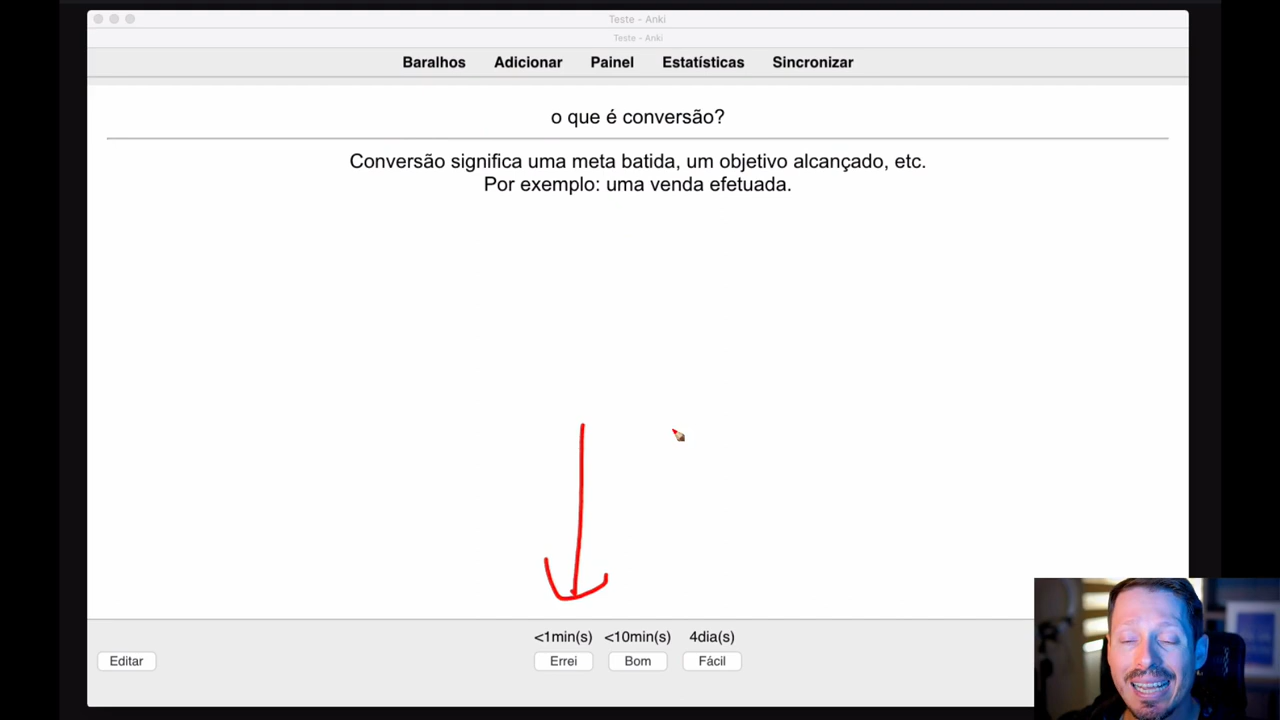 Teste - Anki
Teste - Anki
Baralhos Adicionar Painel Estatísticas Sincronizar
o que é conversão?
Conversão significa uma meta batida, um objetivo alcançado, etc.
Por exemplo: uma venda efetuada.
<1min(s) <10min(s) 4dia(s)
Editar Errei Bom Fácil